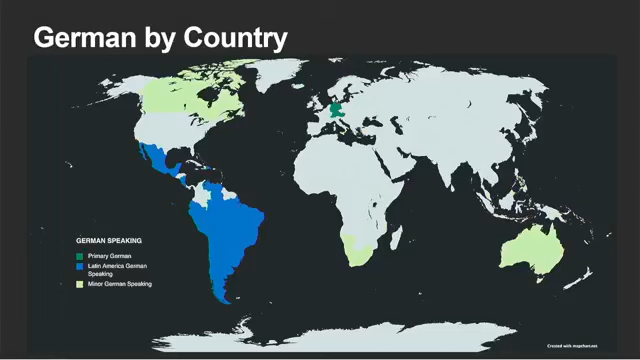 German by Country
GERMAN SPEAKING
Primary German
Latin America German
Speaking
Minor German Speaking
Created with mapchart.net